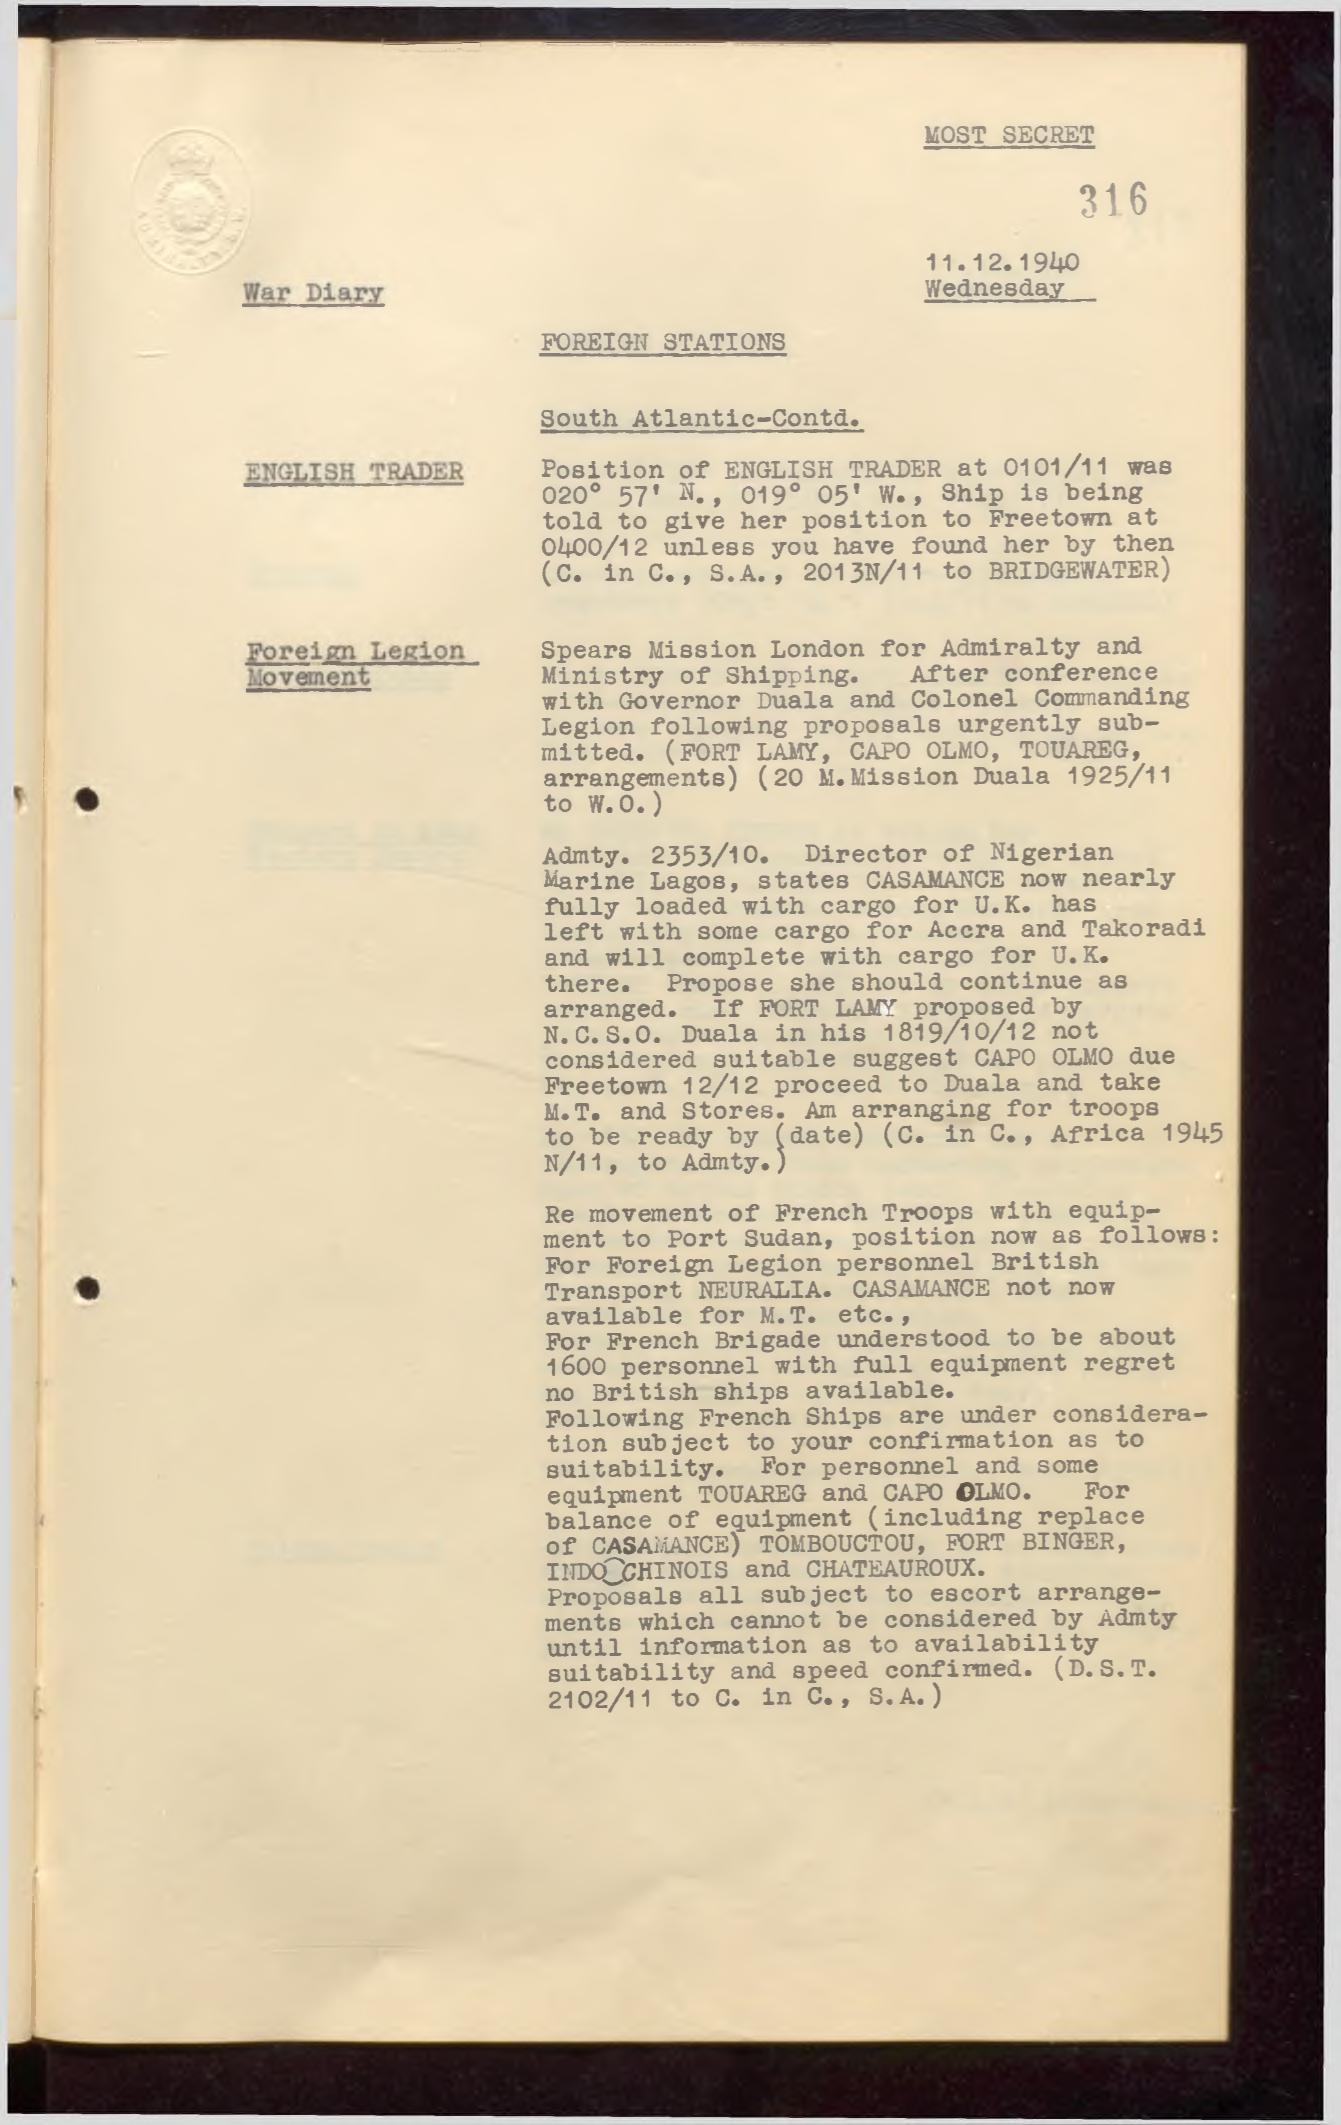 MOST SECRET
316
11.12.1940
Wednesday
War Diary
FOREIGN STATIONS
South Atlantic-Contd.
ENGLISH TRADER
Position of ENGLISH TRADER at 0101/11 was
020° 57' N., 019° 05' W., Ship is being
told to give her position to Freetown at
0400/12 unless you have found her by then
(C. in C., S.A., 2013N/11 to BRIDGEWATER)
Foreign Legion
Movement
Spears Mission London for Admiralty and
Ministry of Shipping. After conference
with Governor Duala and Colonel Commanding
Legion following proposals urgently sub-
mitted. (FORT LAMY, CAPO OLMO, TOUAREG,
arrangements) (20 M.Mission Duala 1925/11
to W.O.)
Admty. 2353/10. Director of Nigerian
Marine Lagos, states CASAMANCE now nearly
fully loaded with cargo for U.K. has
left with some cargo for Accra and Takoradi
and will complete with cargo for U.K.
there. Propose she should continue as
arranged. If FORT LAMY proposed by
N.C.S.O. Duala in his 1819/10/12 not
considered suitable suggest CAPO OLMO due
Freetown 12/12 proceed to Duala and take
M.T. and Stores. Am arranging for troops
to be ready by (date) (C. in C., Africa 1945
N/11, to Admty.)
Re movement of French Troops with equip-
ment to Port Sudan, position now as follows:
For Foreign Legion personnel British
Transport NEURALIA. CASAMANCE not now
available for M.T. etc.,
For French Brigade understood to be about
1600 personnel with full equipment regret
no British ships available.
Following French Ships are under considera-
tion subject to your confirmation as to
suitability. For personnel and some
equipment TOUAREG and CAPO OLMO. For
balance of equipment (including replace
of CASAMANCE) TOMBOUCTOU, FORT BINGER,
INDO CHINOIS and CHATEAUROUX.
Proposals all subject to escort arrange-
ments which cannot be considered by Admty
until information as to availability
suitability and speed confirmed. (D.S.T.
2102/11 to C. in C., S.A.)